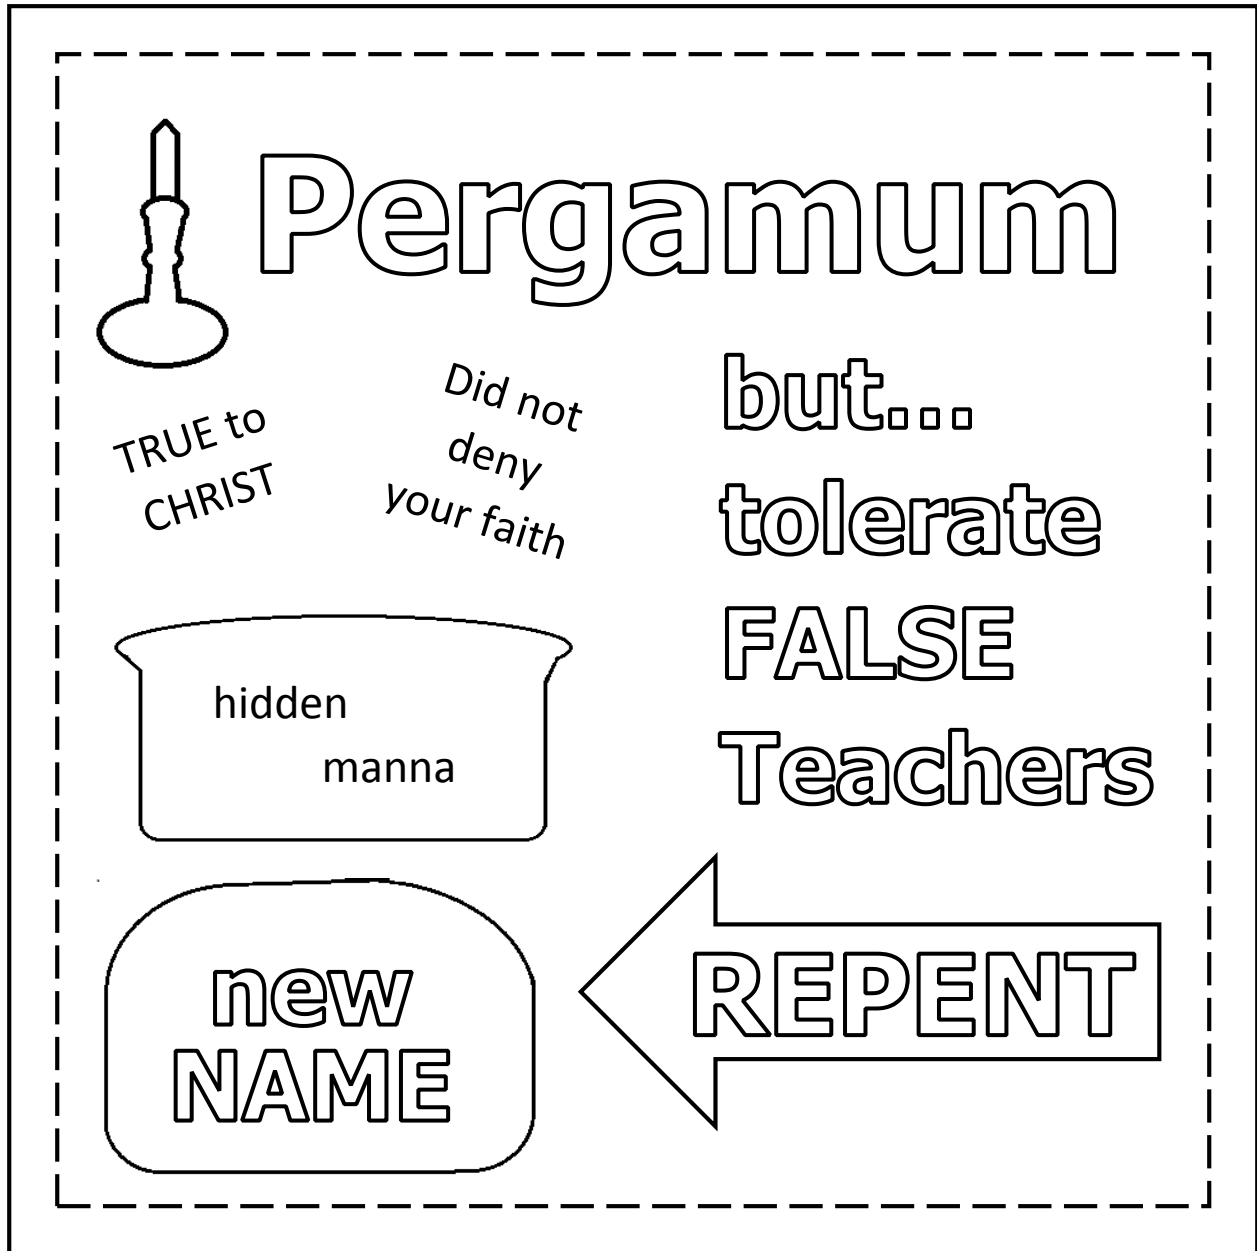 Pergamum
TRUE to
CHRIST
Did not
deny
your faith
but...
tolerate
FALSE
Teachers
hidden
manna
new
NAME
REPENT